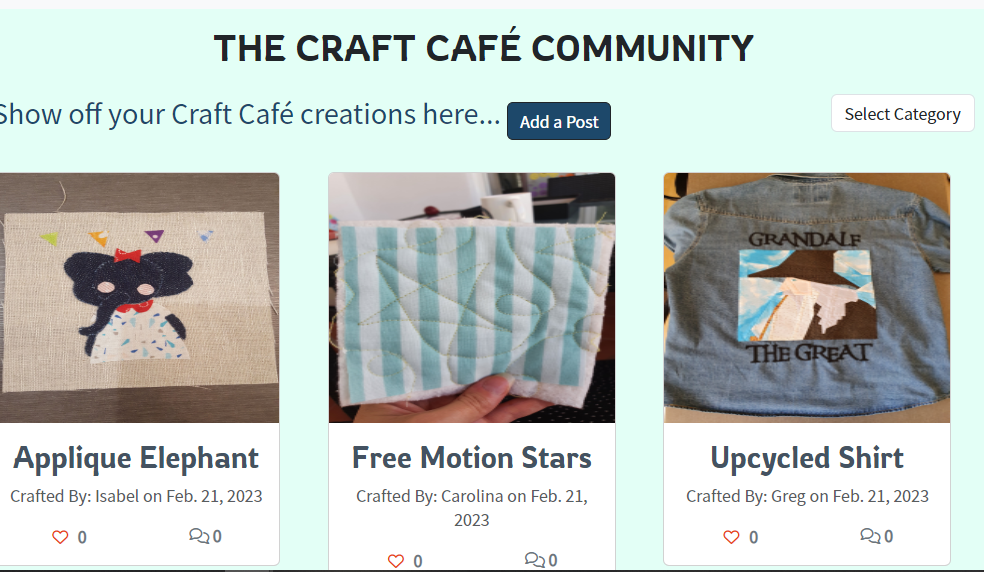 THE CRAFT CAFÉ COMMUNITY
Show off your Craft Café creations here...
Add a Post
Select Category
GRANDALF
THE GREAT
Applique Elephant
Crafted By: Isabel on Feb. 21, 2023
0
0
Free Motion Stars
Crafted By: Carolina on Feb. 21,
2023
0
0
Upcycled Shirt
Crafted By: Greg on Feb. 21, 2023
0
0